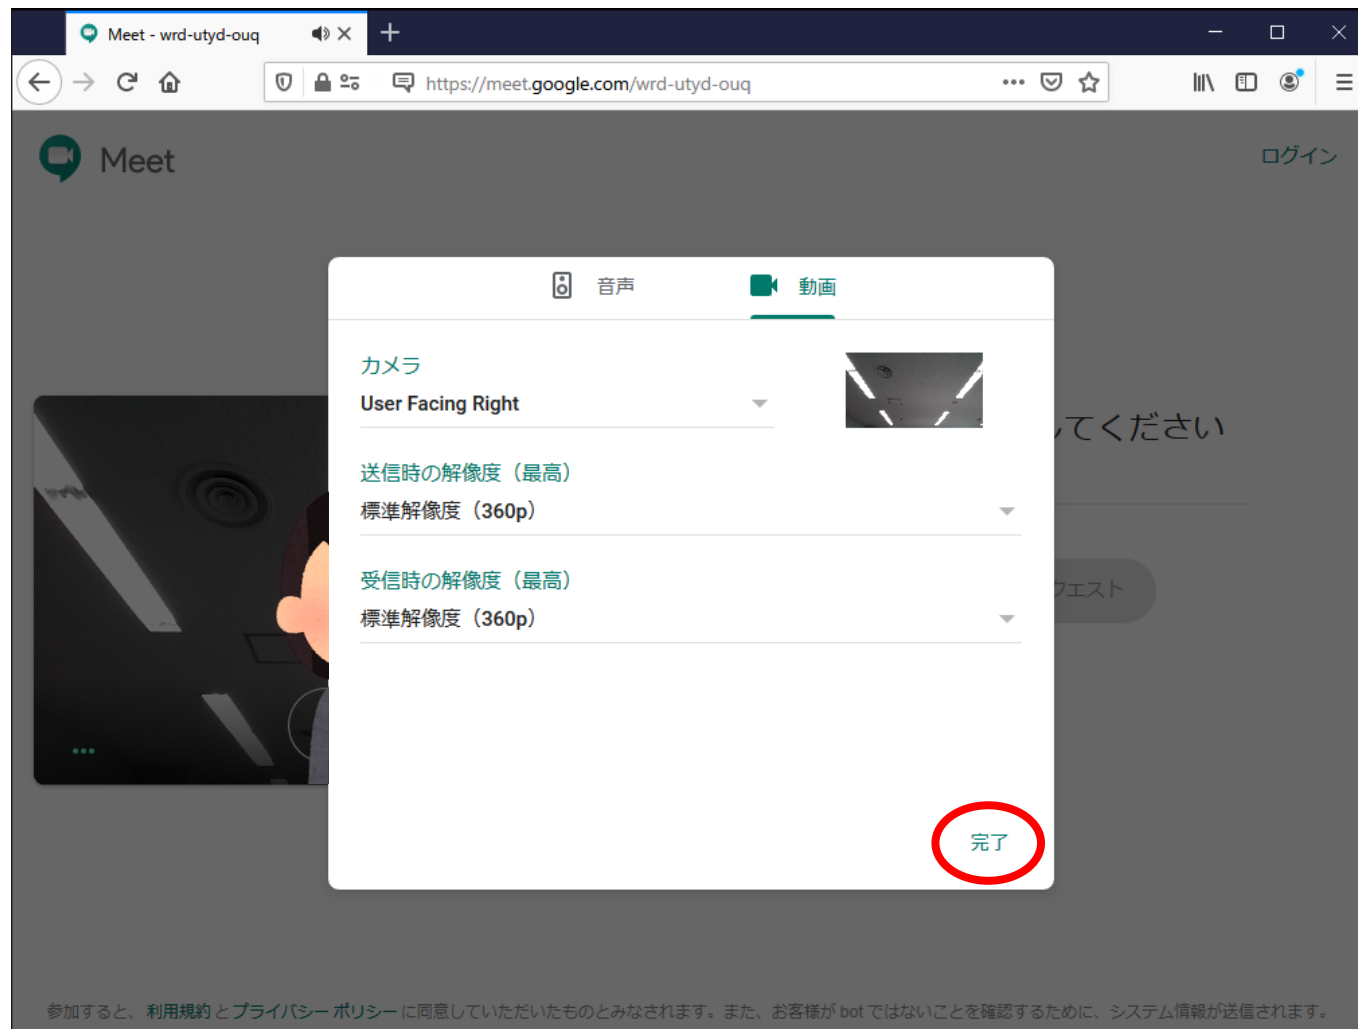 Meet - wrd-utyd-ouq
https://meet.google.com/wrd-utyd-ouq
Meet
ログイン
音声
動画
カメラ
User Facing Right
してください
送信時の解像度（最高）
標準解像度（360p）
受信時の解像度（最高）
クエスト
標準解像度（360p）
完了
参加すると、利用規約とプライバシー ポリシーに同意していただいたものとみなされます。また、お客様が bot ではないことを確認するために、システム情報が送信されます。